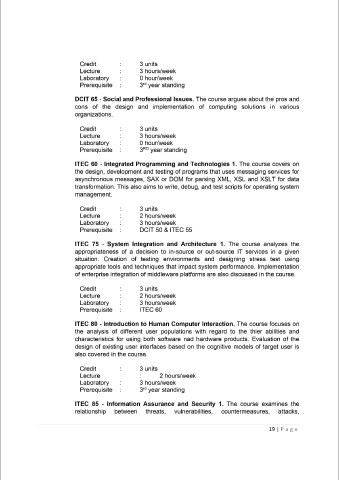 Credit : 3 units
Lecture : 3 hours/week
Laboratory : 0 hour/week
Prerequisite : 3rd year standing
DCIT 65 - Social and Professional Issues. The course argues about the pros and
cons of the design and implementation of computing solutions in various
organizations.
Credit : 3 units
Lecture : 3 hours/week
Laboratory : 0 hour/week
Prerequisite : 3RD year standing
ITEC 60 - Integrated Programming and Technologies 1. The course covers on
the design, development and testing of programs that uses messaging services for
asynchronous messages, SAX or DOM for parsing XML, XSL and XSLT for data
transformation. This also aims to write, debug, and test scripts for operating system
management.
Credit : 3 units
Lecture : 2 hours/week
Laboratory : 3 hours/week
Prerequisite : DCIT 50 & ITEC 55
ITEC 75 - System Integration and Architecture 1. The course analyzes the
appropriateness of a decision to in-source or out-source IT services in a given
situation. Creation of testing environments and designing stress test using
appropriate tools and techniques that impact system performance. Implementation
of enterprise integration of middleware platforms are also discussed in the course.
Credit : 3 units
Lecture : 2 hours/week
Laboratory : 3 hours/week
Prerequisite : ITEC 60
ITEC 80 - Introduction to Human Computer Interaction. The course focuses on
the analysis of different user populations with regard to the thier abilities and
characteristics for using both software nad hardware products. Evaluation of the
design of existing user interfaces based on the cognitive models of target user is
also covered in the course.
Credit : 3 units
Lecture : 2 hours/week
Laboratory : 3 hours/week
Prerequisite : 3rd year standing
ITEC 85 - Information Assurance and Security 1. The course examines the
relationship between threats, vulnerabilities, countermeasures, attacks,
19 | P a g e